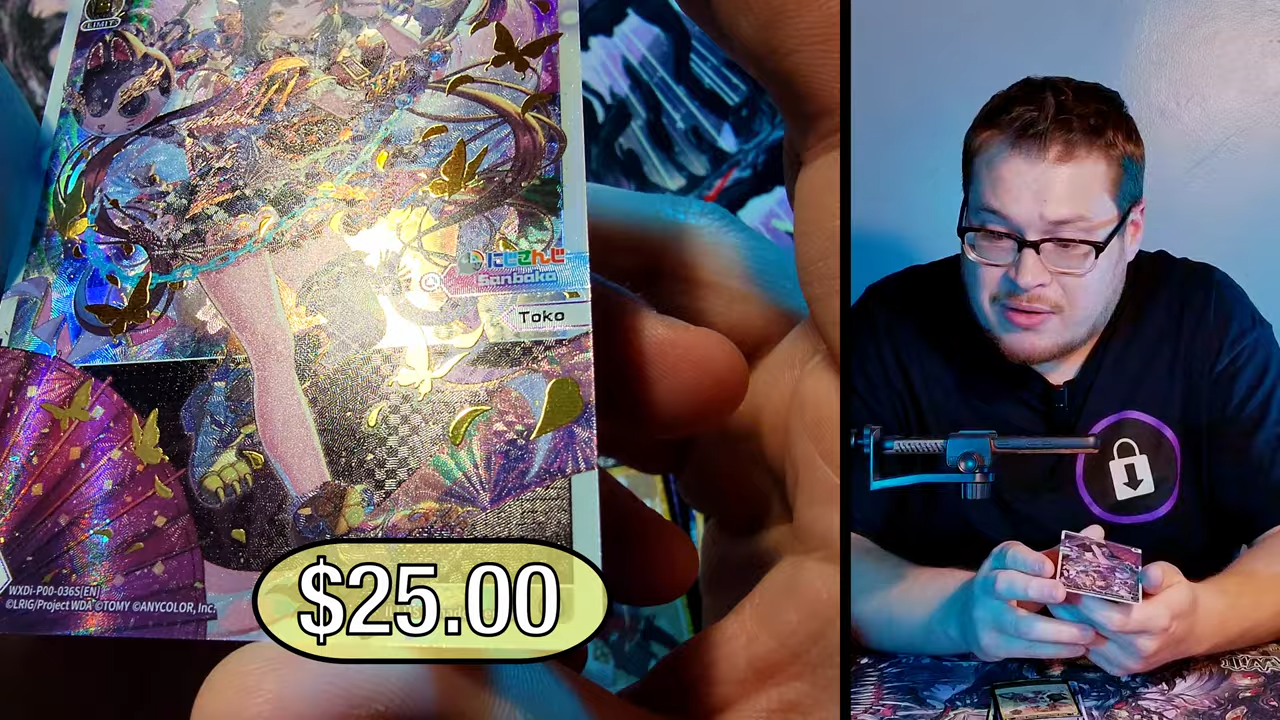 LIMIT
にじさんじ
Sanbaka
Toko
$25.00
WXDi-P00-036S[EN]
©LRIG/Project WDA ©TOMY ©ANYCOLOR, Inc.